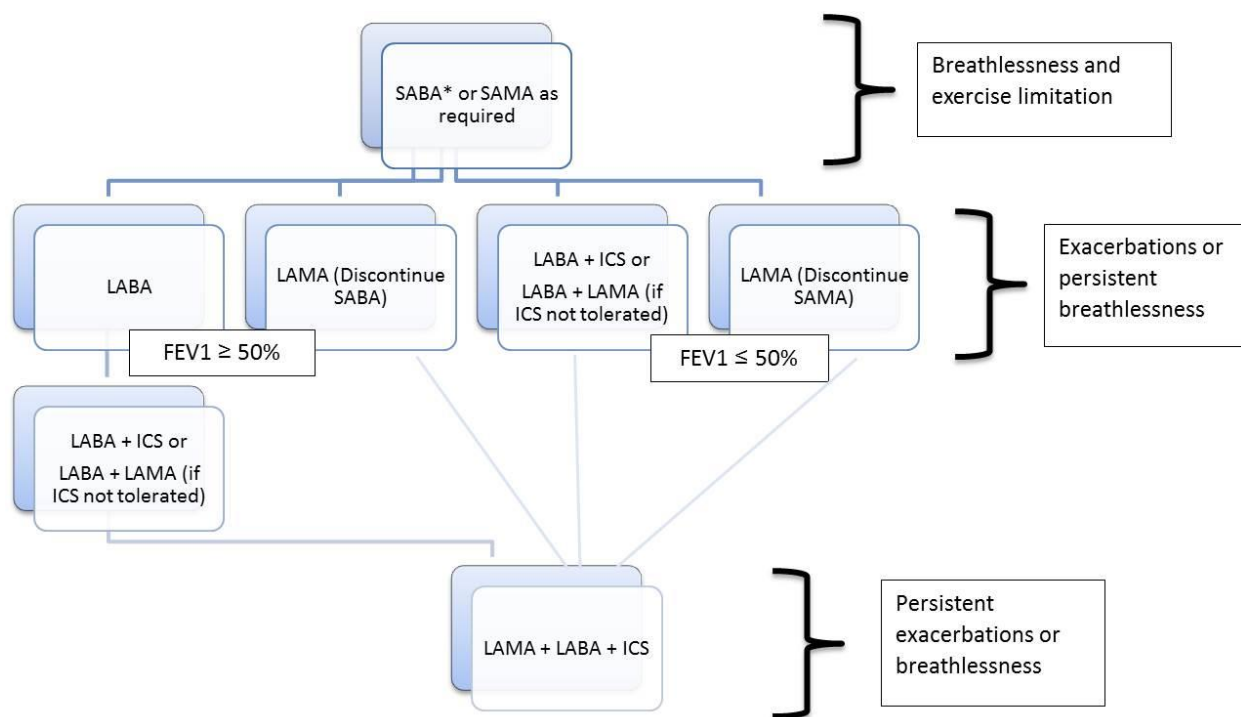 SABA* or SAMA as
required
Breathlessness and
exercise limitation
LABA
LAMA (Discontinue
SABA)
LABA + ICS or
LABA + LAMA (if
ICS not tolerated)
LAMA (Discontinue
SAMA)
Exacerbations or
persistent
breathlessness
FEV1 ≥ 50%
FEV1 ≤ 50%
LABA + ICS or
LABA + LAMA (if
ICS not tolerated)
LAMA + LABA + ICS
Persistent
exacerbations or
breathlessness